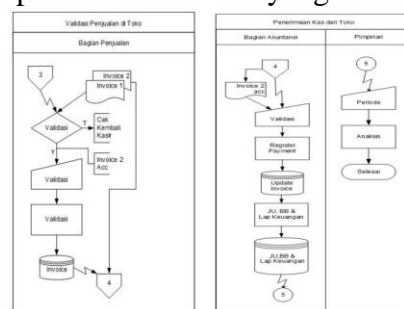 Validasi Penjualan di Toko
Bagian Penjualan
3
Invoice 2
Invoice 1
Validasi
T
Cek
Kembali
Kasir
Y
Invoice 2
Acc
Validasi
Validasi
Invoice
4
Penerimaan Kas dari Toko
Bagian Akuntansi
Pimpinan
4
Invoice 2
acc
Validasi
Register
Payment
Update
Invoice
JU, BB &
Lap Keuangan
JU,BB &
Lap Keuangan
5
5
Periode
Analisis
Selesai